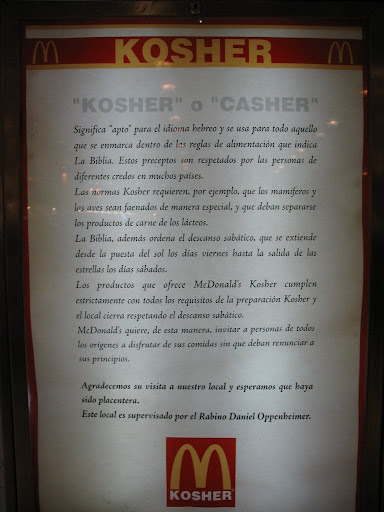 KOSHER
"KOSHER" o "CASHER"
Significa "apto" para el idioma hebreo y se usa para todo aquello
que se enmarca dentro de las reglas de alimentación que indica
La Biblia. Estos preceptos son respetados por las personas de
diferentes credos en muchos países.
Las normas Kosher requieren, por ejemplo, que los mamíferos y
las aves sean faenados de manera especial, y que deban separarse
los productos de carne de los lácteos.
La Biblia, además ordena el descanso sabático, que se extiende
desde la puesta del sol los días viernes hasta la salida de las
estrellas los días sábados.
Los productos que ofrece McDonald's Kosher cumplen
estrictamente con todos los requisitos de la preparación Kosher y
el local cierra respetando el descanso sabático.
McDonald's quiere, de esta manera, invitar a personas de todos
los orígenes a disfrutar de sus comidas sin que deban renunciar a
sus principios.
Agradecemos su visita a nuestro local y esperamos que haya
sido placentera.
Este local es supervisado por el Rabino Daniel Oppenheimer.
KOSHER